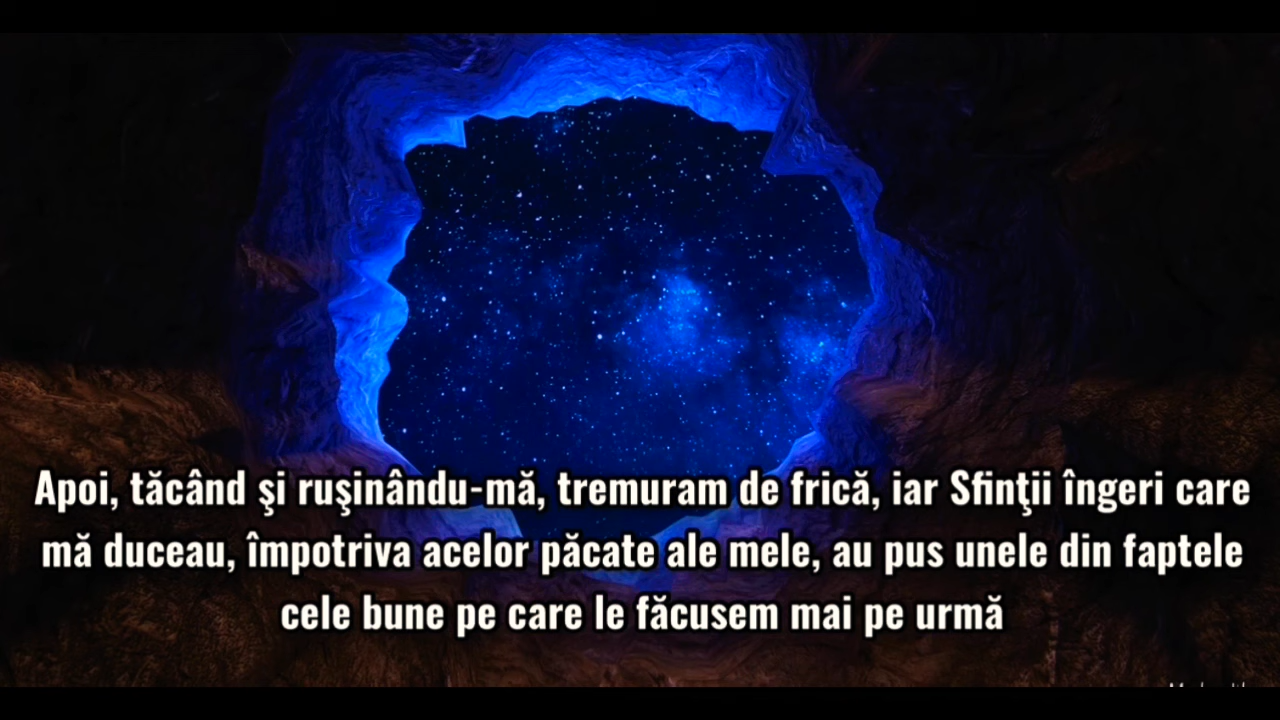 Apoi, tăcând şi ruşinându-mă, tremuram de frică, iar Sfinţii îngeri care
mă duceau, împotriva acelor păcate ale mele, au pus unele din faptele
cele bune pe care le făcusem mai pe urmă